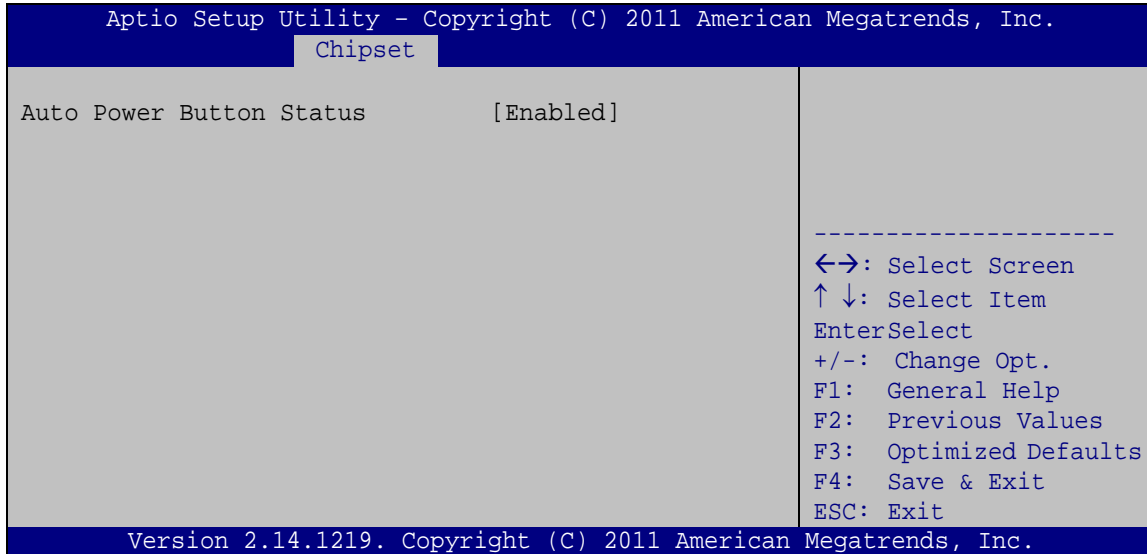 Aptio Setup Utility – Copyright (C) 2011 American Megatrends, Inc.
Chipset
Auto Power Button Status [Enabled]
---------------------
←→: Select Screen
↑ ↓: Select Item
EnterSelect
+/-: Change Opt.
F1: General Help
F2: Previous Values
F3: Optimized Defaults
F4: Save & Exit
ESC: Exit
Version 2.14.1219. Copyright (C) 2011 American Megatrends, Inc.